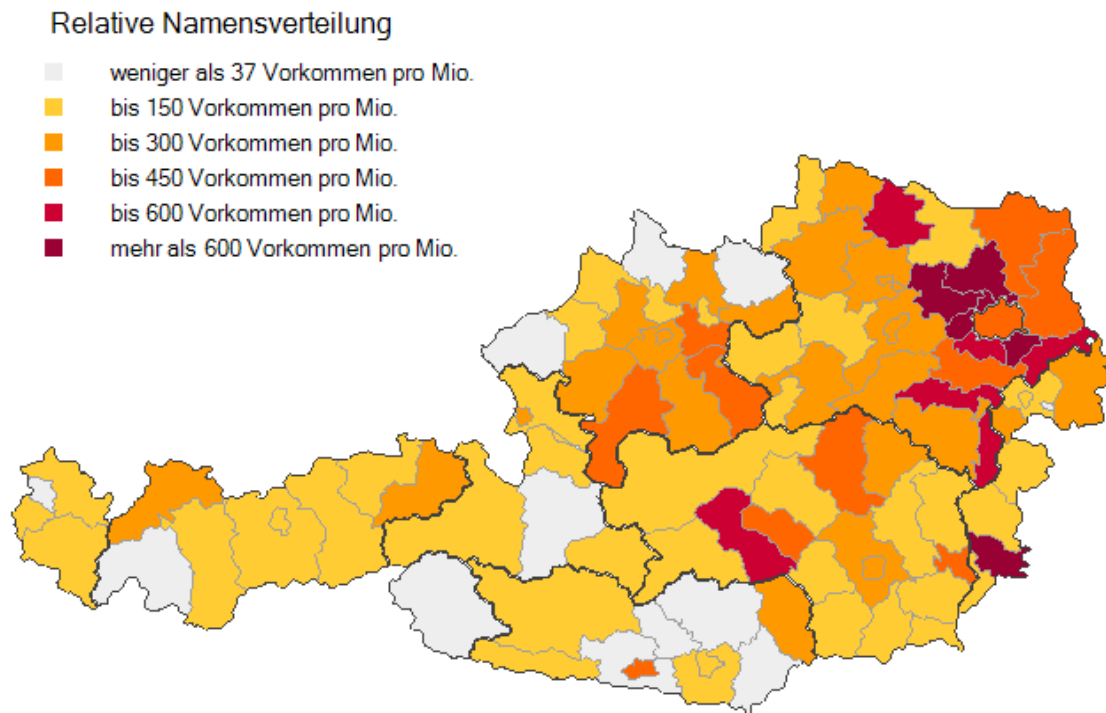 Relative Namensverteilung
weniger als 37 Vorkommen pro Mio.
bis 150 Vorkommen pro Mio.
bis 300 Vorkommen pro Mio.
bis 450 Vorkommen pro Mio.
bis 600 Vorkommen pro Mio.
mehr als 600 Vorkommen pro Mio.